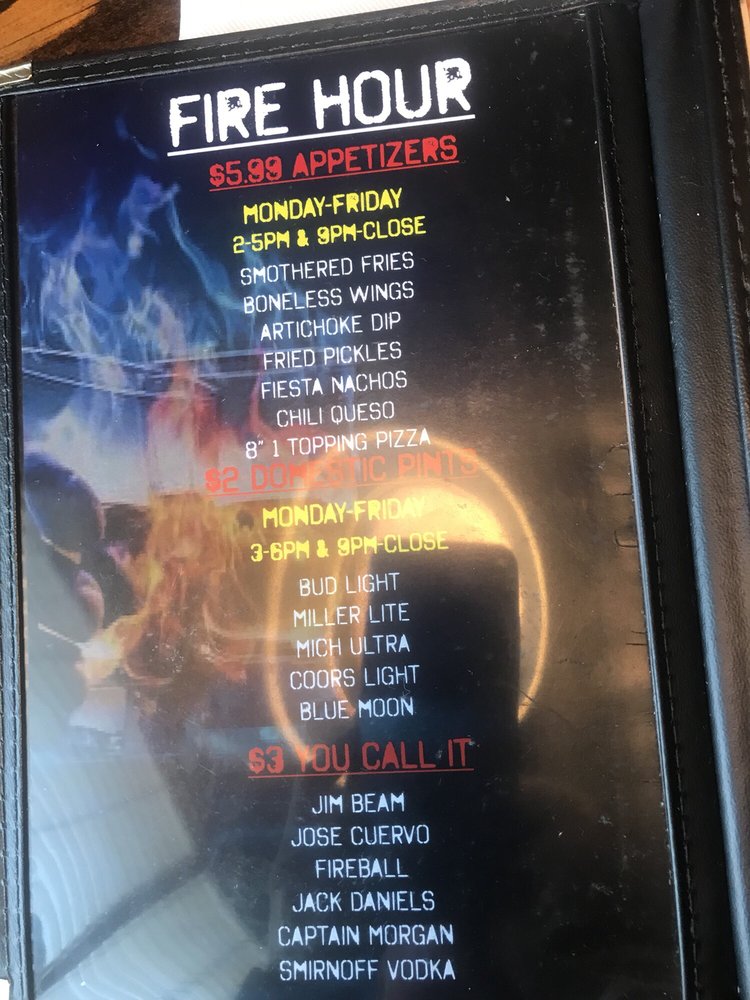 FIRE HOUR
$5.99 APPETIZERS
MONDAY-FRIDAY
2-5PM & 9PM-CLOSE
SMOTHERED FRIES
BONELESS WINGS
ARTICHOKE DIP
FRIED PICKLES
FIESTA NACHOS
CHILI QUESO
8" 1 TOPPING PIZZA
$2 DOMESTIC PINTS
MONDAY-FRIDAY
3-6PM & 9PM-CLOSE
BUD LIGHT
MILLER LITE
MICH ULTRA
COORS LIGHT
BLUE MOON
$3 YOU CALL IT
JIM BEAM
JOSE CUERVO
FIREBALL
JACK DANIELS
CAPTAIN MORGAN
SMIRNOFF VODKA